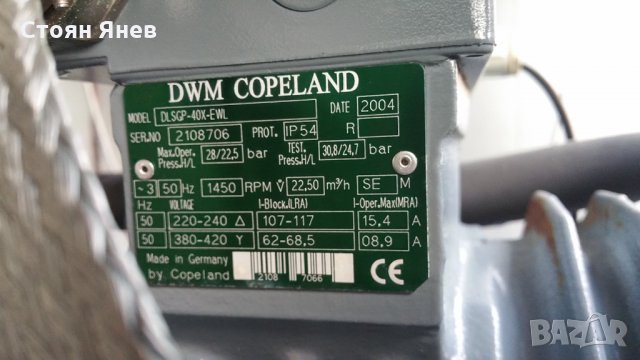 Стоян Янев
DWM COPELAND
MODEL DLSGP-40X-EWL DATE 2004
SER.NO 2108706 PROT. IP54 R
Max.Oper. Press.H/L 28/22,5 bar TEST. Press.H/L 30,8/24,7 bar
~3 50 Hz 1450 RPM V̇ 22,50 m³/h SE M
Hz VOLTAGE I-Block.(LRA) I-Oper.Max(MRA)
50 220-240 Δ 107-117 15,4 A
50 380-420 Y 62-68,5 08,9 A
Made in Germany
by Copeland 2108 7066 CE
BAZAR